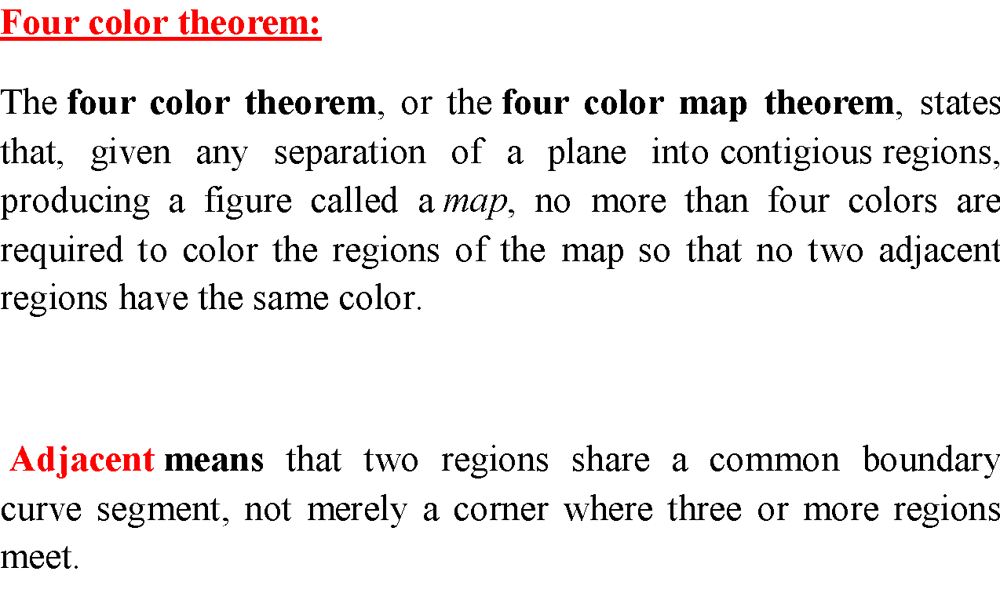 Four color theorem:
The four color theorem, or the four color map theorem, states
that, given any separation of a plane into contigious regions,
producing a figure called a map, no more than four colors are
required to color the regions of the map so that no two adjacent
regions have the same color.
Adjacent means that two regions share a common boundary
curve segment, not merely a corner where three or more regions
meet.